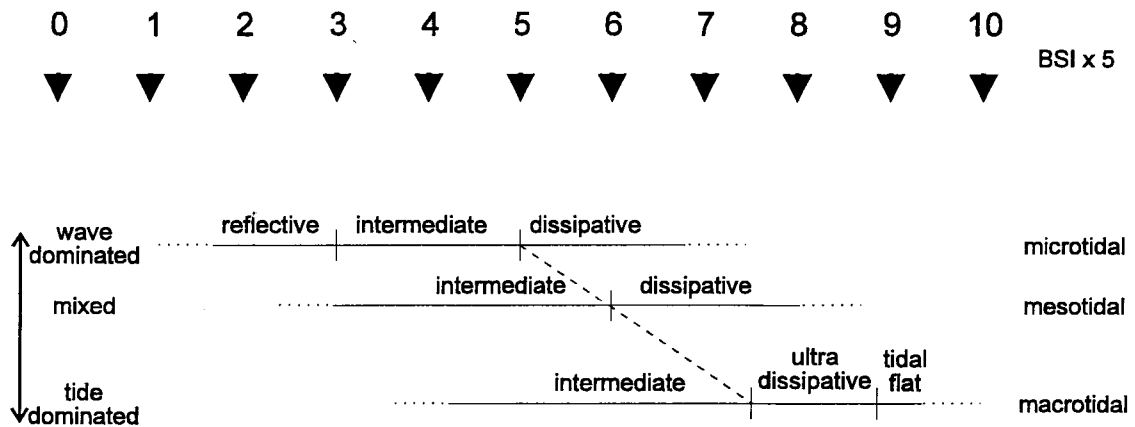 0 1 2 3 4 5 6 7 8 9 10
BSI x 5
wave dominated reflective intermediate dissipative microtidal
mixed intermediate dissipative mesotidal
tide dominated intermediate ultra dissipative tidal flat macrotidal